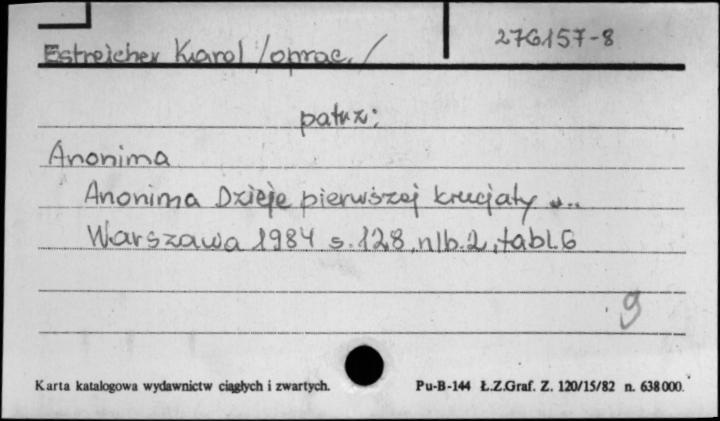 276157-8
Estreicher Karol /oprac./
patrz:
Anonima
Anonima Dzieje pierwszej krucjaty ...
Warszawa 1984 s. 128, nlb. 2, tabl. 6
g
Karta katalogowa wydawnictw ciągłych i zwartych.
Pu-B-144 Ł.Z.Graf. Z. 120/15/82 n. 638000.